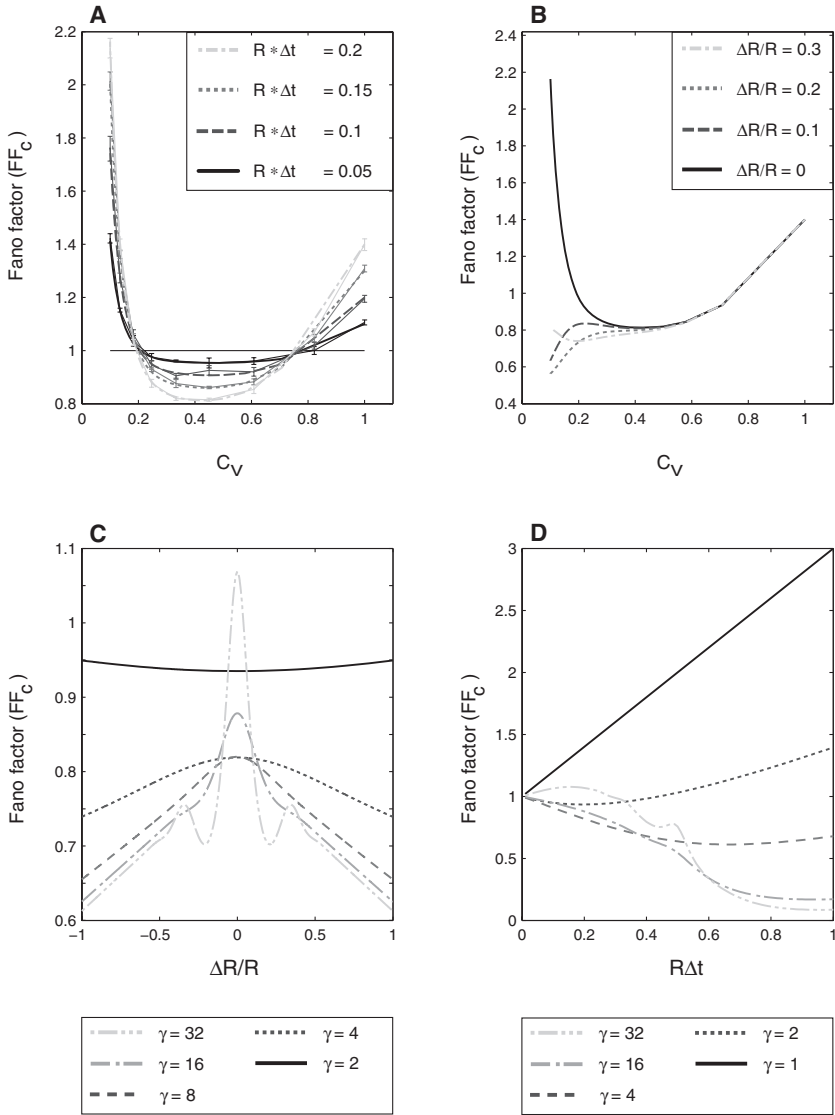 A
2.2
2
1.8
1.6
1.4
1.2
1
0.8
0 0.2 0.4 0.6 0.8 1
Fano factor (FFc)
CV
R ∗ Δt = 0.2
R ∗ Δt = 0.15
R ∗ Δt = 0.1
R ∗ Δt = 0.05
B
2.4
2.2
2
1.8
1.6
1.4
1.2
1
0.8
0.6
0.4
0 0.2 0.4 0.6 0.8 1
Fano factor (FFc)
CV
ΔR/R = 0.3
ΔR/R = 0.2
ΔR/R = 0.1
ΔR/R = 0
C
1.1
1
0.9
0.8
0.7
0.6
−1 −0.5 0 0.5 1
Fano factor (FFc)
ΔR/R
γ = 32
γ = 16
γ = 8
γ = 4
γ = 2
D
3
2.5
2
1.5
1
0.5
0
0 0.2 0.4 0.6 0.8 1
Fano factor (FFc)
RΔt
γ = 32
γ = 16
γ = 4
γ = 2
γ = 1